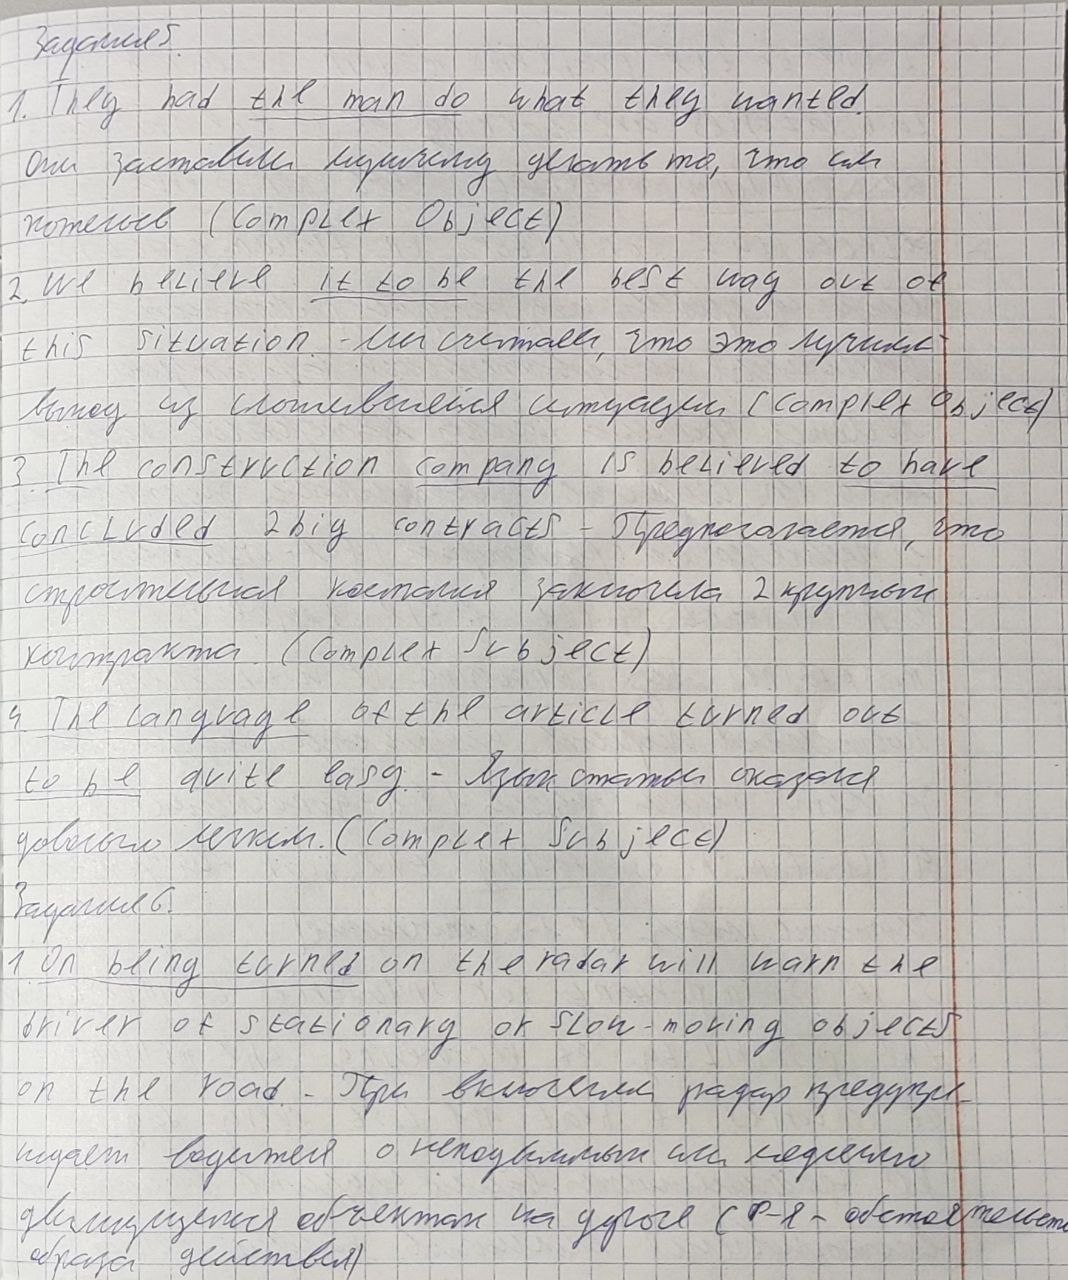 Задание 5.
1. They had the man do what they wanted.
Они заставили мужчину делать то, что им
хотелось (Complex Object)
2. We believe it to be the best way out of
this situation. - Мы считаем, что это лучший
выход из сложившейся ситуации (Complex Object)
3. The construction company is believed to have
concluded 2 big contracts - Предполагается, что
строительная компания заключила 2 крупных
контракта (Complex Subject)
4. The language of the article turned out
to be quite easy. - Язык статьи оказался
довольно легким. (Complex Subject)
Задание 6.
1. On being turned on the radar will warn the
driver of stationary or slow-moving objects
on the road. - При включении радар предупре-
ждает водителя о неподвижных или медленно
движущихся объектах на дороге (P-I - обстоятельство
образа действия)